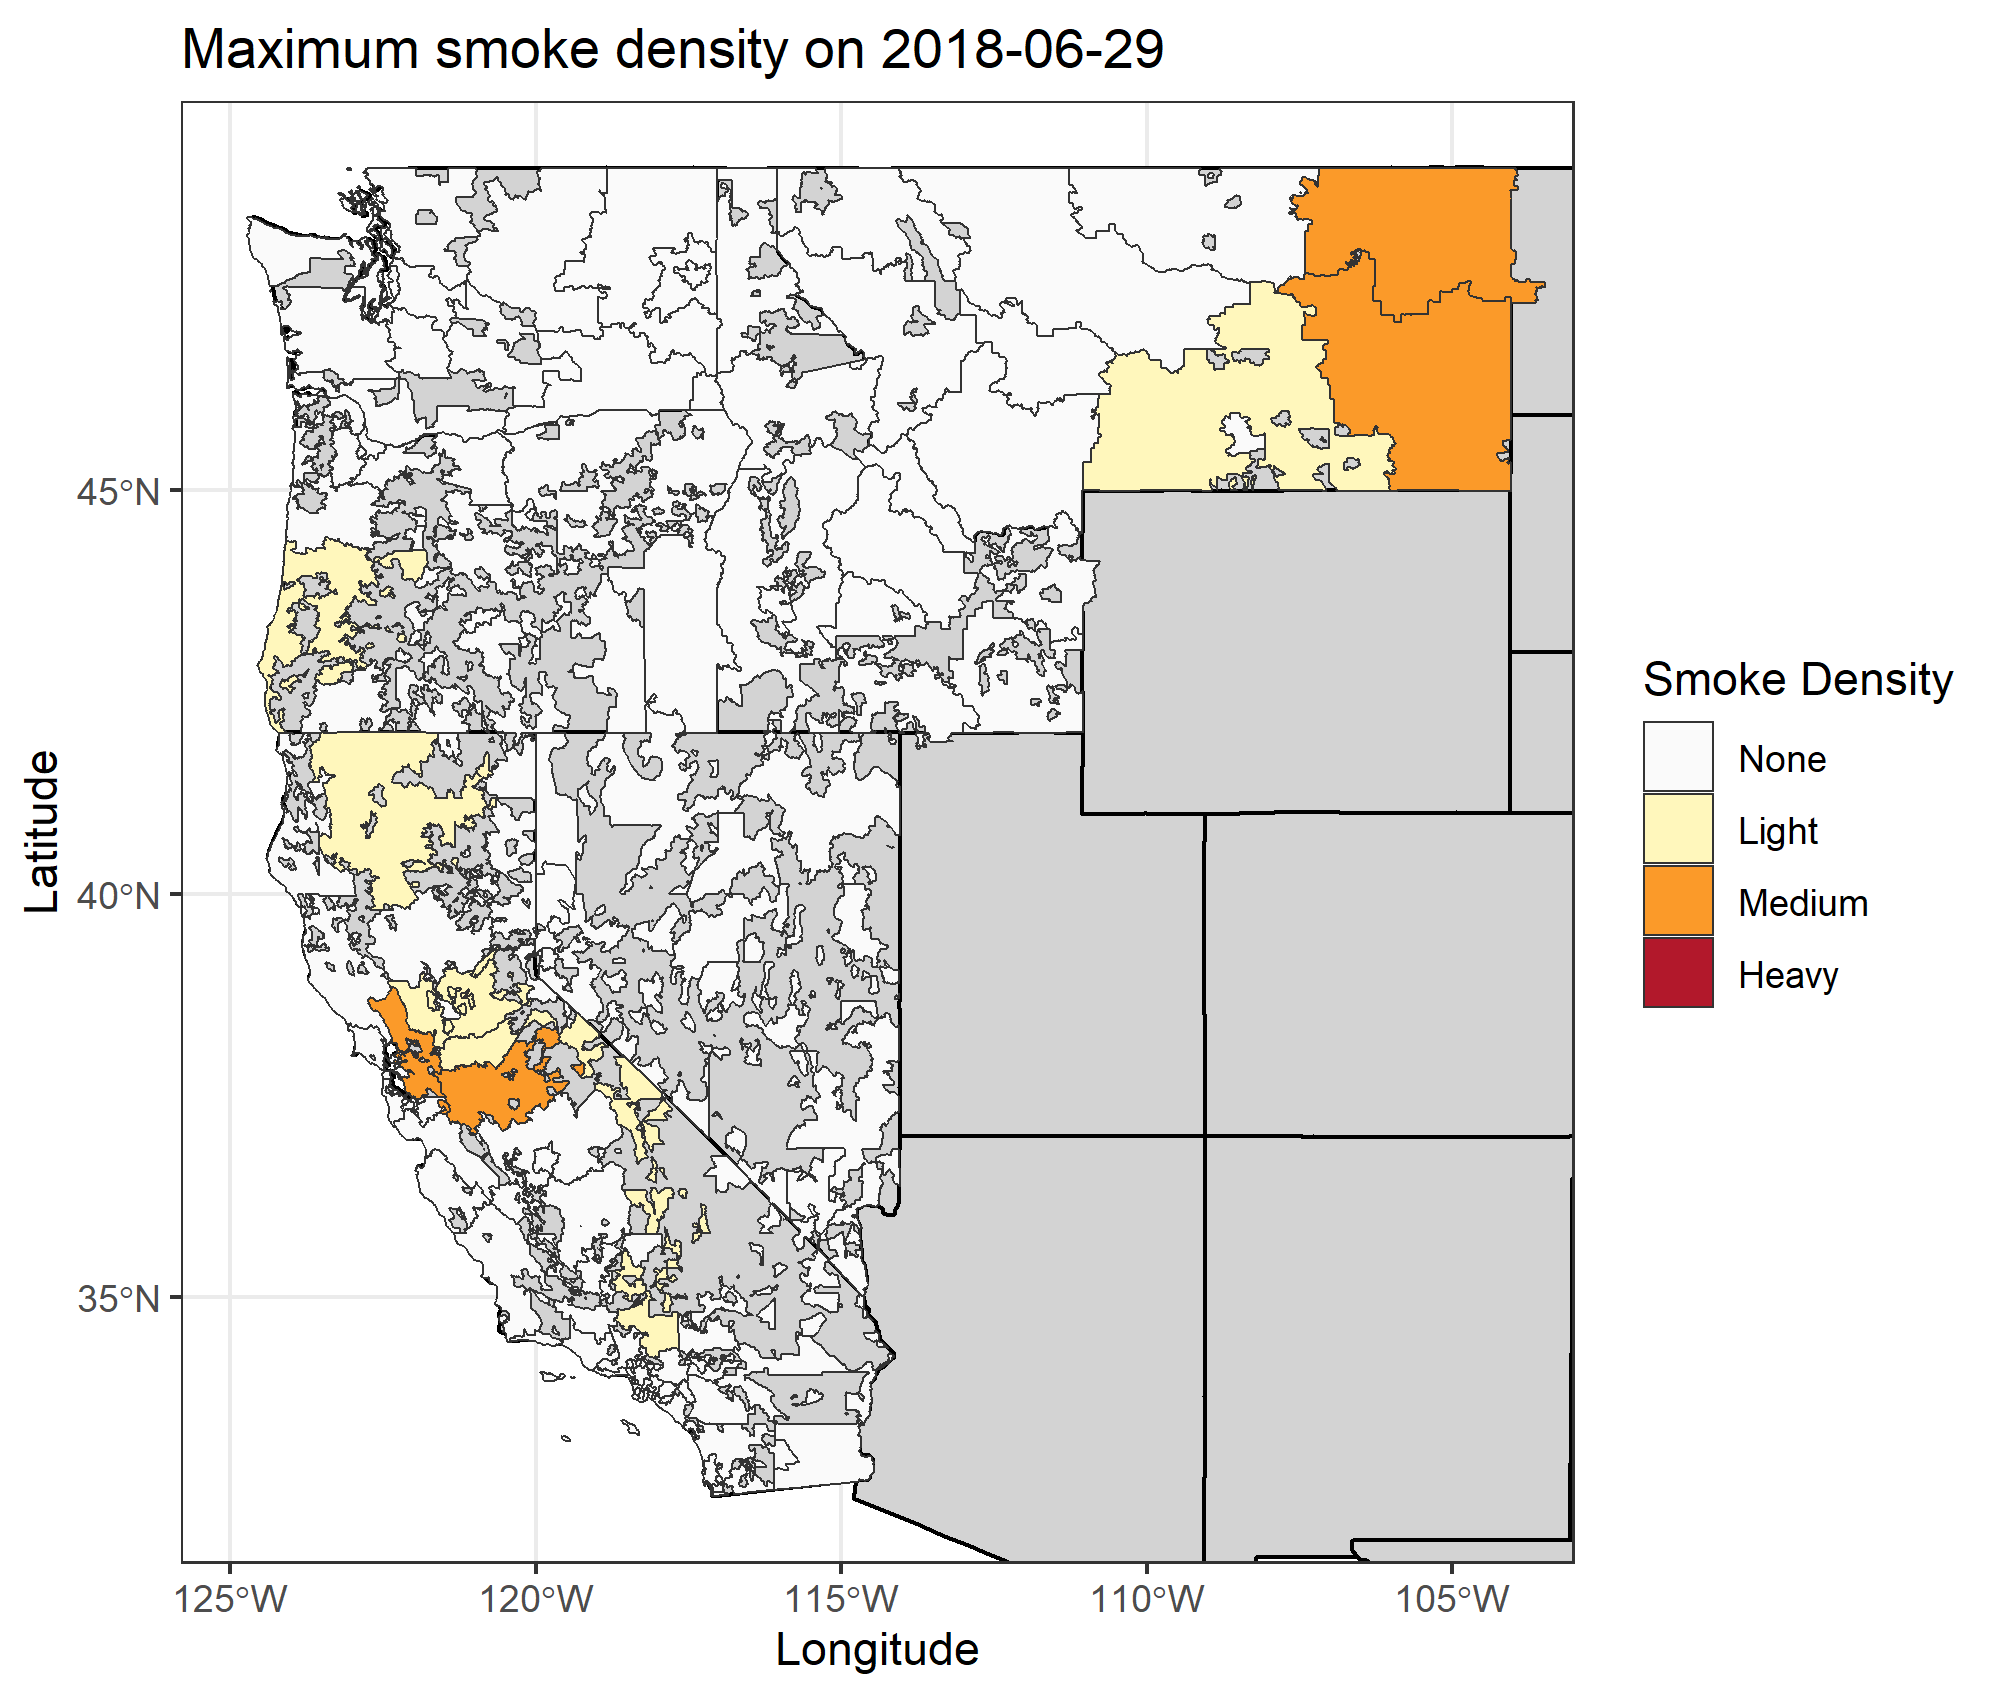 Maximum smoke density on 2018-06-29
45°N
40°N
35°N
Latitude
125°W
120°W
115°W
110°W
105°W
Longitude
Smoke Density
None
Light
Medium
Heavy